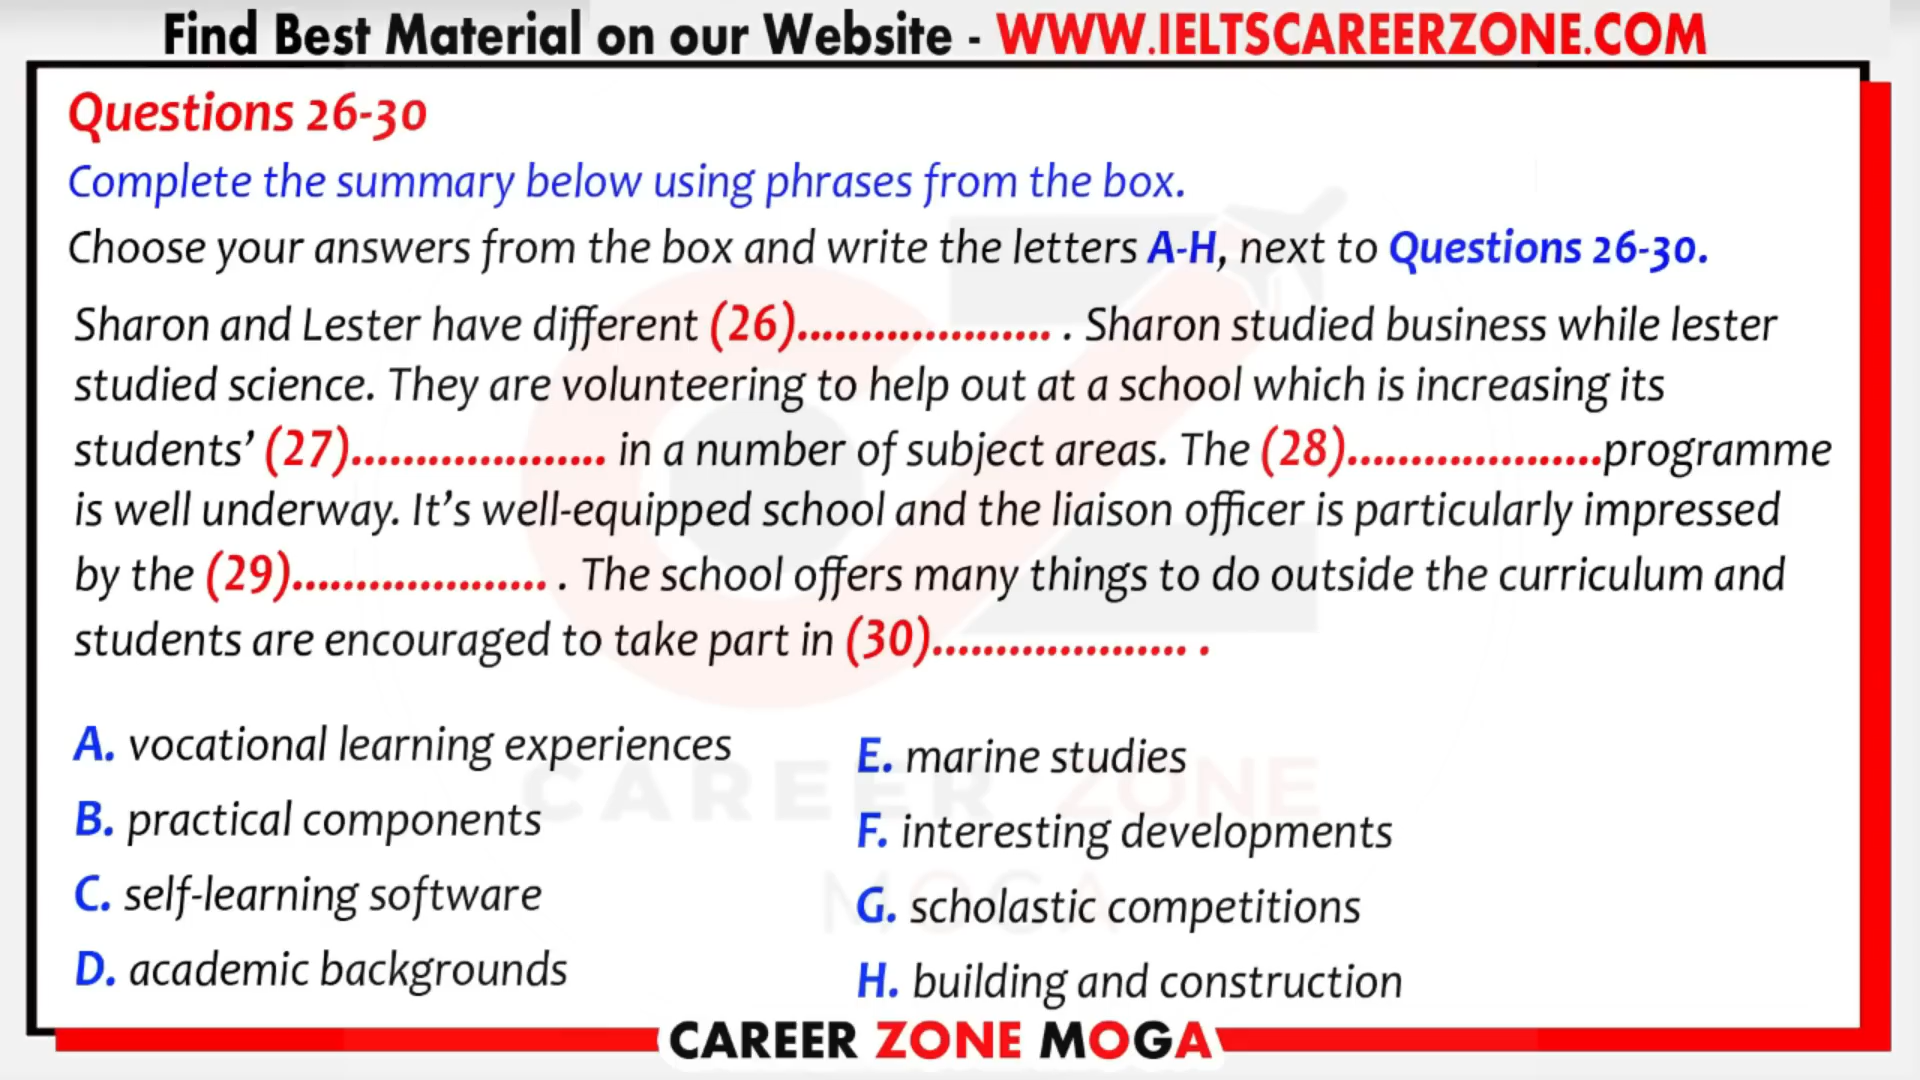 Find Best Material on our Website - WWW.IELTSCAREERZONE.COM
Questions 26-30
Complete the summary below using phrases from the box.
Choose your answers from the box and write the letters A-H, next to Questions 26-30.
Sharon and Lester have different (26).................... . Sharon studied business while lester
studied science. They are volunteering to help out at a school which is increasing its
students’ (27).................... in a number of subject areas. The (28)....................programme
is well underway. It’s well-equipped school and the liaison officer is particularly impressed
by the (29).................... . The school offers many things to do outside the curriculum and
students are encouraged to take part in (30).................... .
A. vocational learning experiences
B. practical components
C. self-learning software
D. academic backgrounds
E. marine studies
F. interesting developments
G. scholastic competitions
H. building and construction
CAREER ZONE
MOGA
CAREER ZONE MOGA